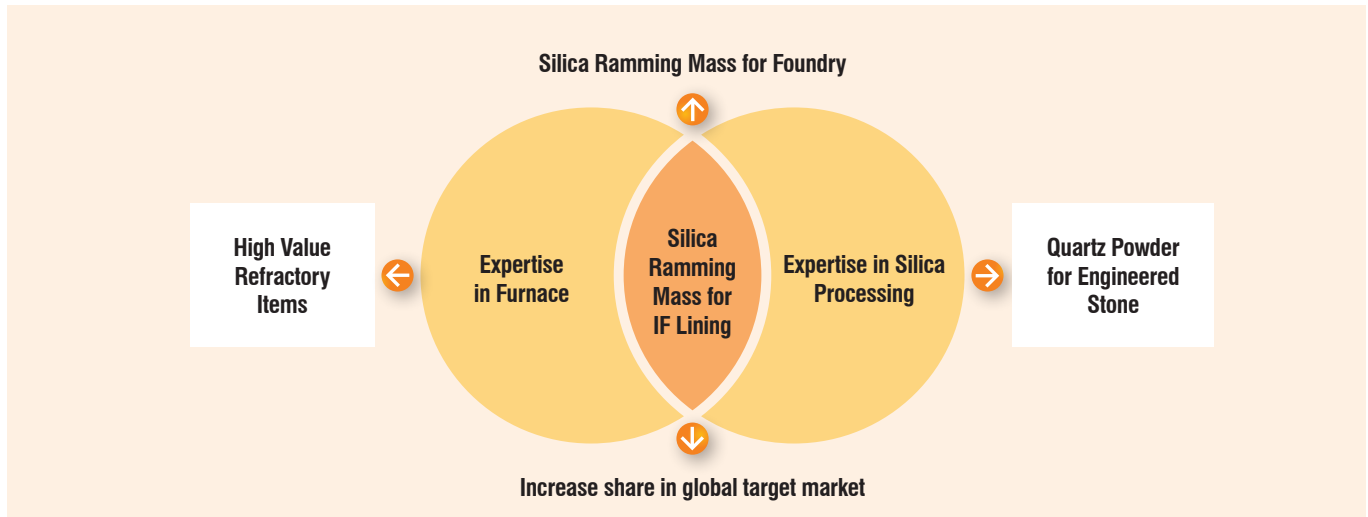 Silica Ramming Mass for Foundry
High Value
Refractory
Items
Expertise
in Furnace
Silica
Ramming
Mass for
IF Lining
Expertise in Silica
Processing
Quartz Powder
for Engineered
Stone
Increase share in global target market